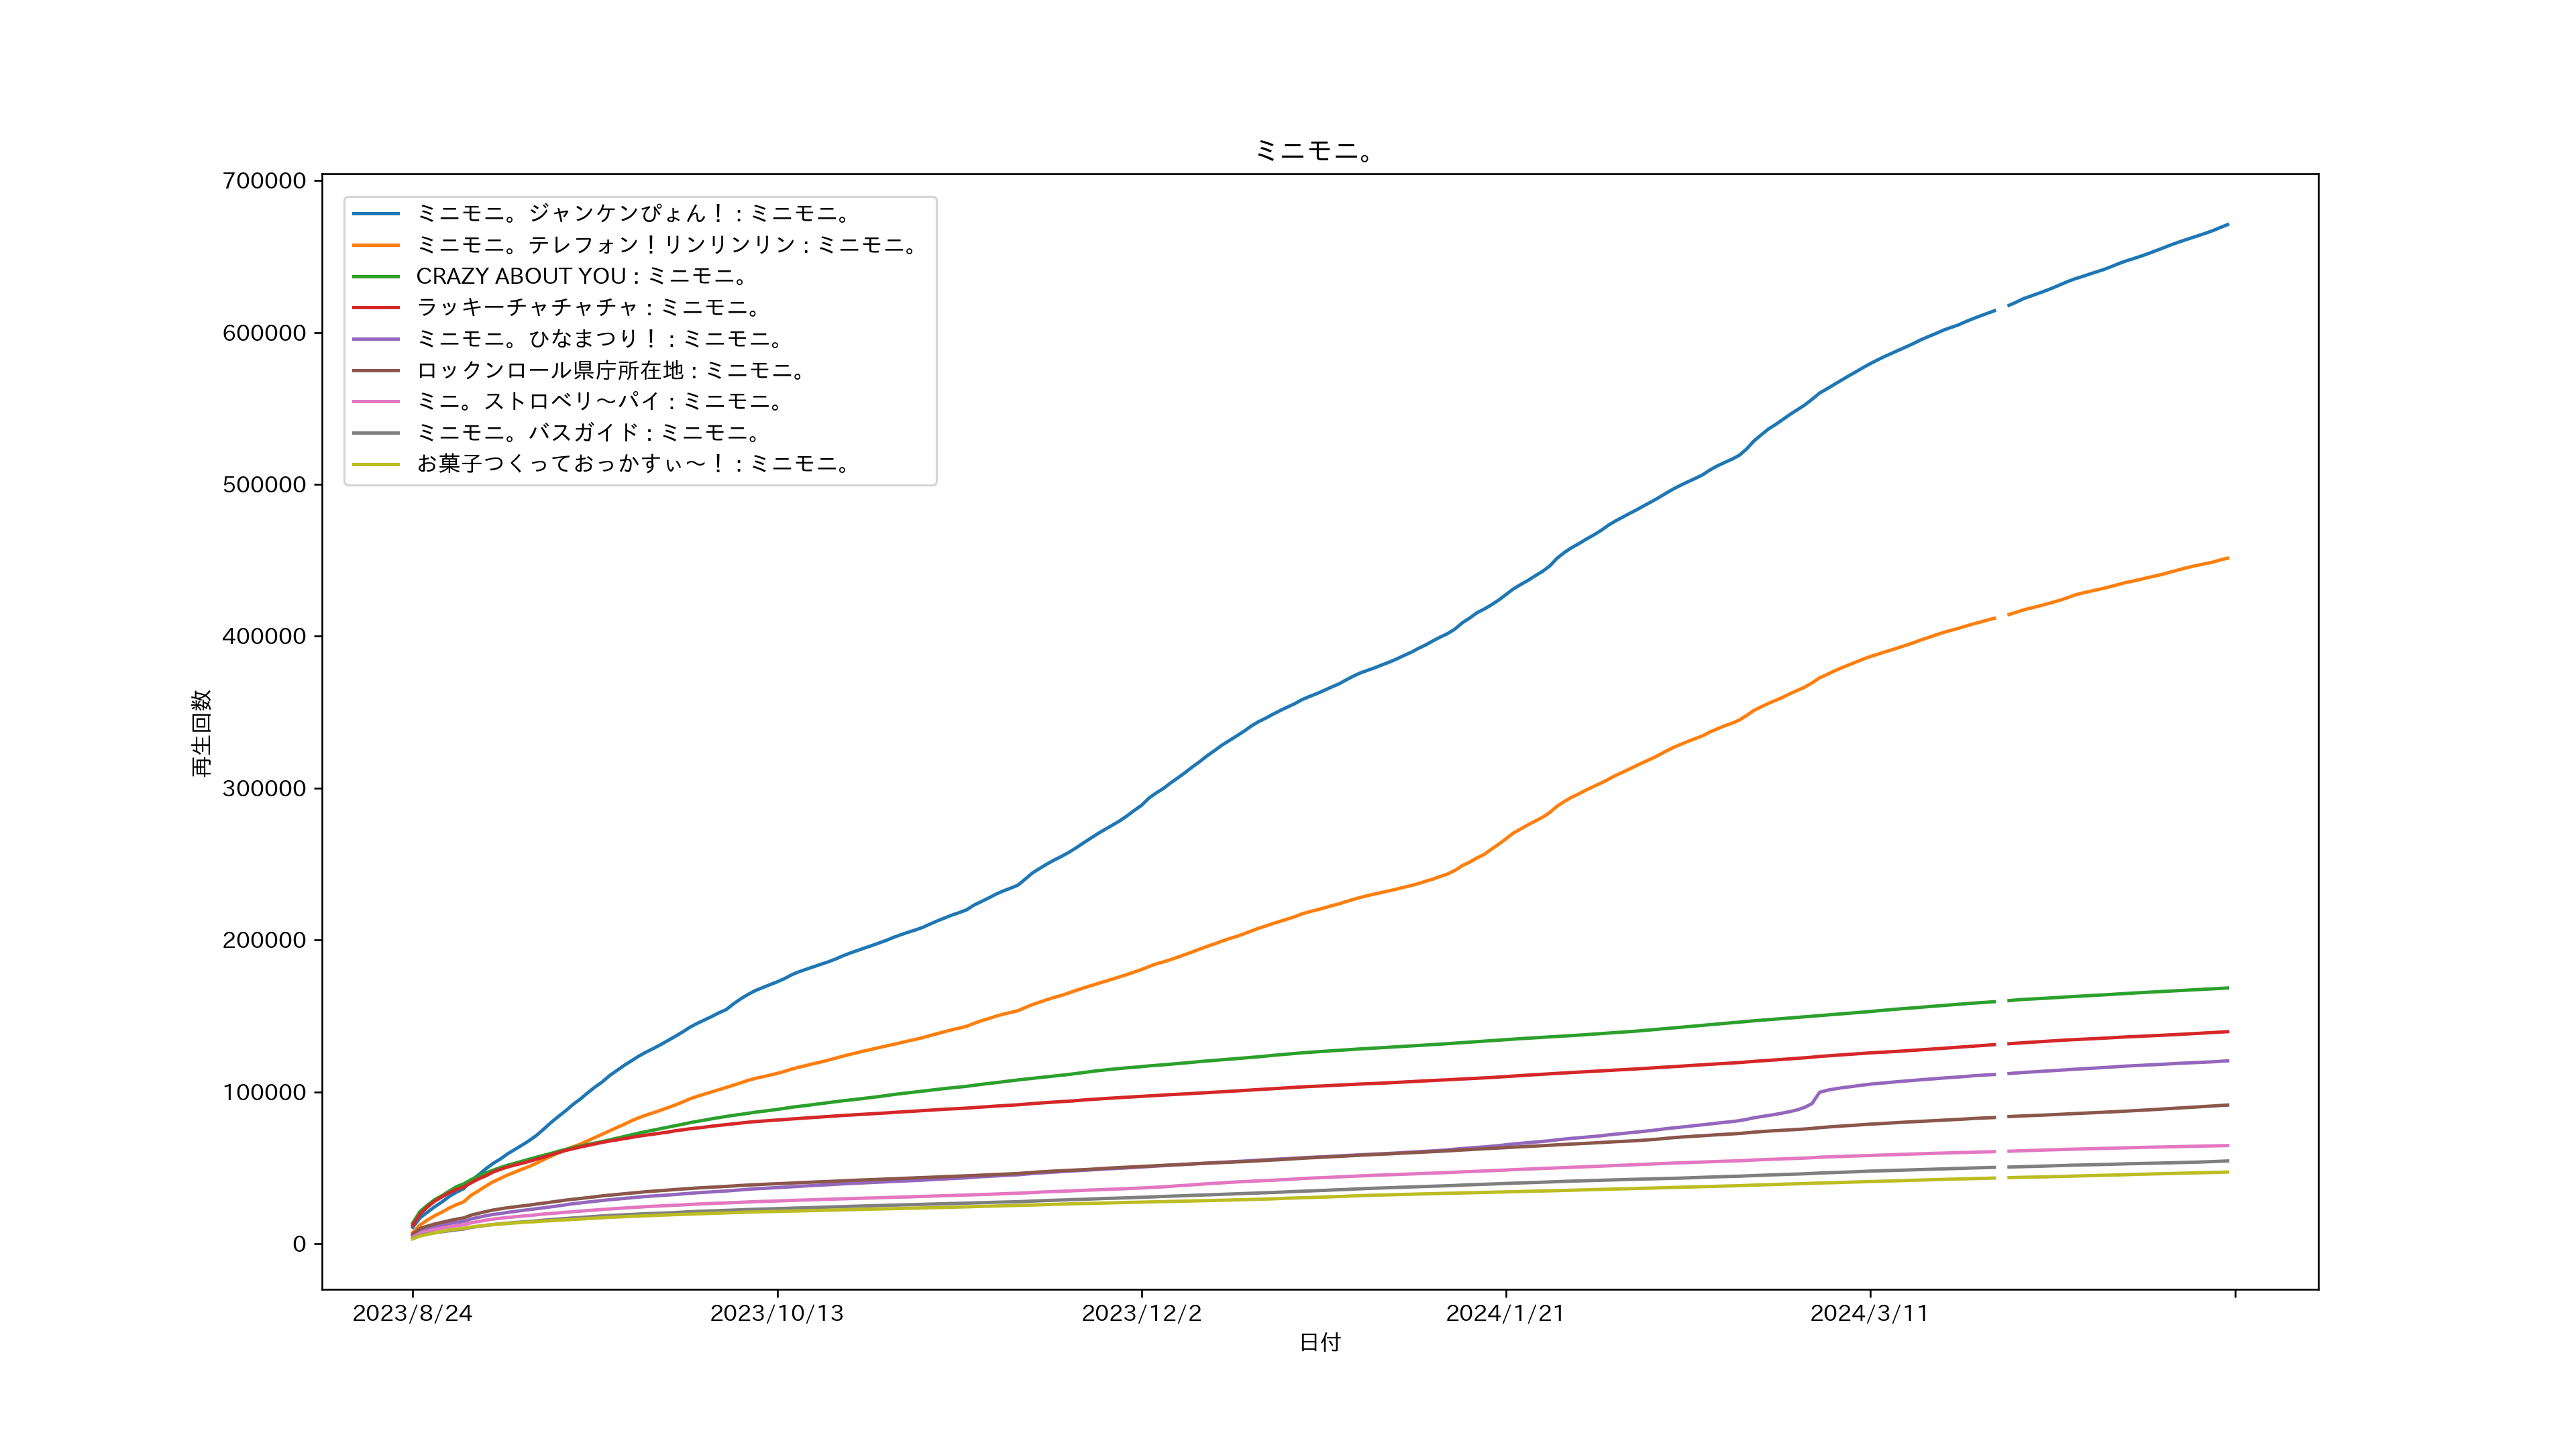 ミニモニ。
700000
600000
500000
400000
300000
200000
100000
0
再生回数
ミニモニ。ジャンケンぴょん！ : ミニモニ。
ミニモニ。テレフォン！リンリンリン : ミニモニ。
CRAZY ABOUT YOU : ミニモニ。
ラッキーチャチャチャ : ミニモニ。
ミニモニ。ひなまつり！ : ミニモニ。
ロックンロール県庁所在地 : ミニモニ。
ミニ。ストロベリ～パイ : ミニモニ。
ミニモニ。バスガイド : ミニモニ。
お菓子つくっておっかすぃ～！ : ミニモニ。
2023/8/24 2023/10/13 2023/12/2 2024/1/21 2024/3/11
日付